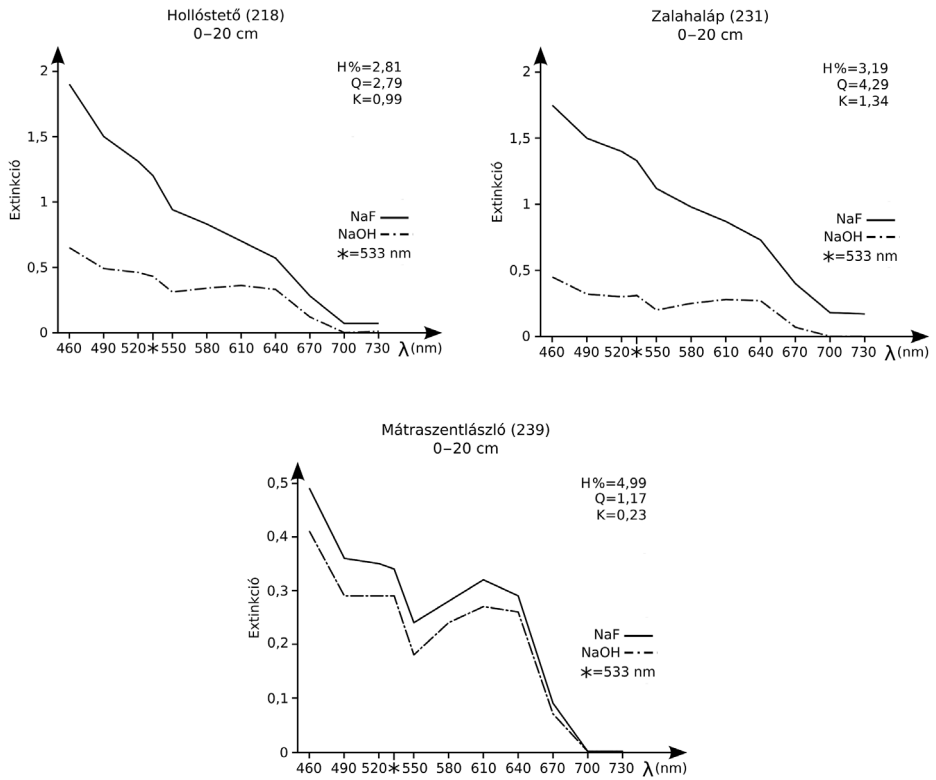 Hollóstető (218)
0–20 cm
H%=2,81
Q=2,79
K=0,99
Extinkció
2
1,5
1
0,5
0
NaF
NaOH
*=533 nm
460 490 520*550 580 610 640 670 700 730 λ(nm)
Zalahaláp (231)
0–20 cm
H%=3,19
Q=4,29
K=1,34
Extinkció
2
1,5
1
0,5
0
NaF
NaOH
*=533 nm
460 490 520*550 580 610 640 670 700 730 λ(nm)
Mátraszentlászló (239)
0–20 cm
H%=4,99
Q=1,17
K=0,23
Extinkció
0,5
0,4
0,3
0,2
0,1
0
NaF
NaOH
*=533 nm
460 490 520*550 580 610 640 670 700 730 λ(nm)